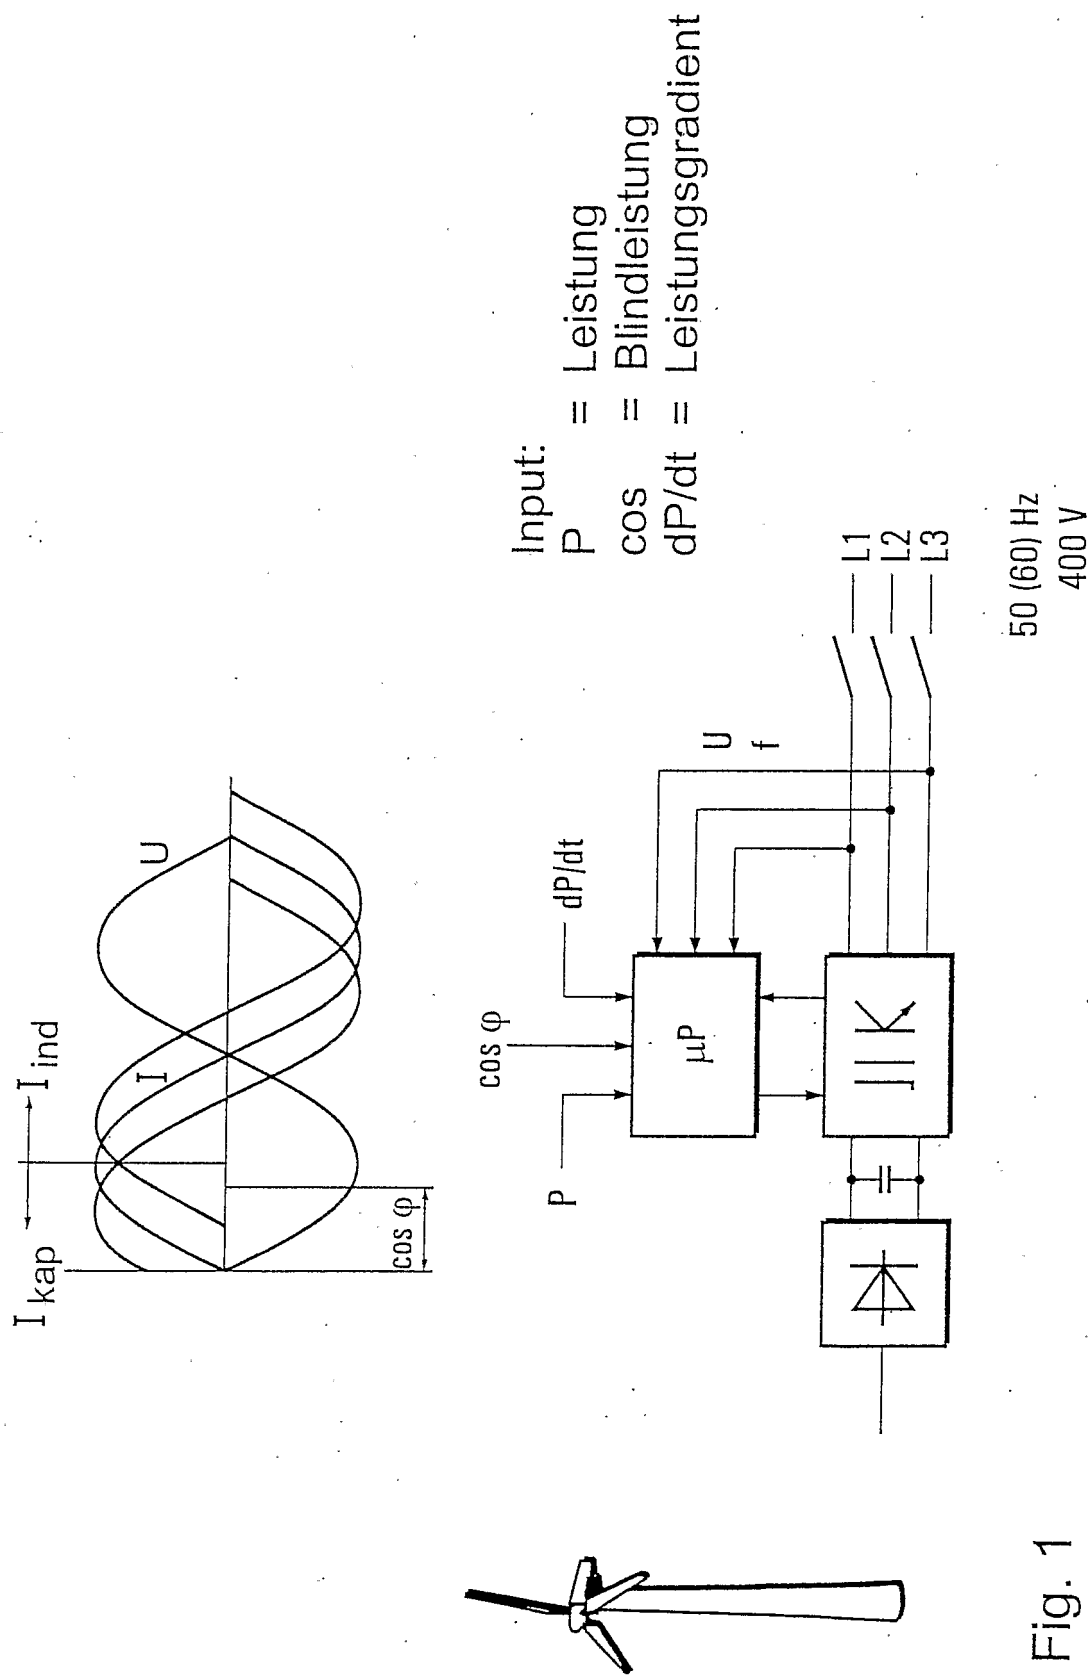 I kap
I ind
I
U
cos φ
Input:
P = Leistung
cos = Blindleistung
dP/dt = Leistungsgradient
P
cos φ
dP/dt
μP
U
f
L1
L2
L3
50 (60) Hz
400 V
Fig. 1